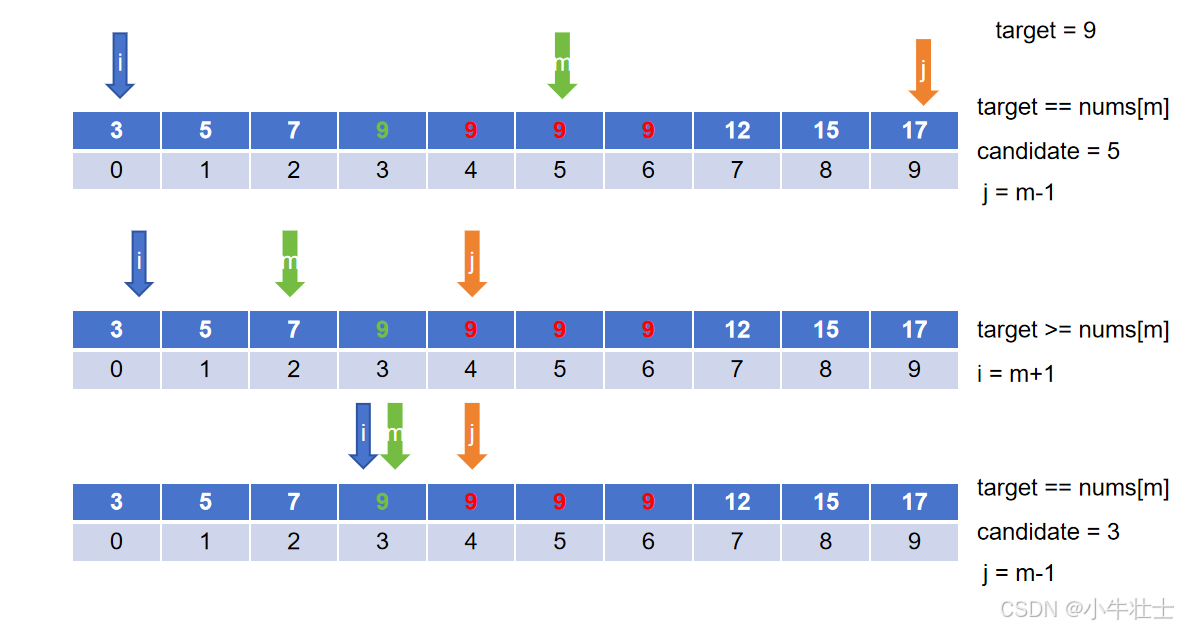 target = 9
i m j
3 5 7 9 9 9 9 12 15 17
0 1 2 3 4 5 6 7 8 9
target == nums[m]
candidate = 5
j = m-1
i m j
3 5 7 9 9 9 9 12 15 17
0 1 2 3 4 5 6 7 8 9
target >= nums[m]
i = m+1
i m j
3 5 7 9 9 9 9 12 15 17
0 1 2 3 4 5 6 7 8 9
target == nums[m]
candidate = 3
j = m-1
CSDN @小牛壮士